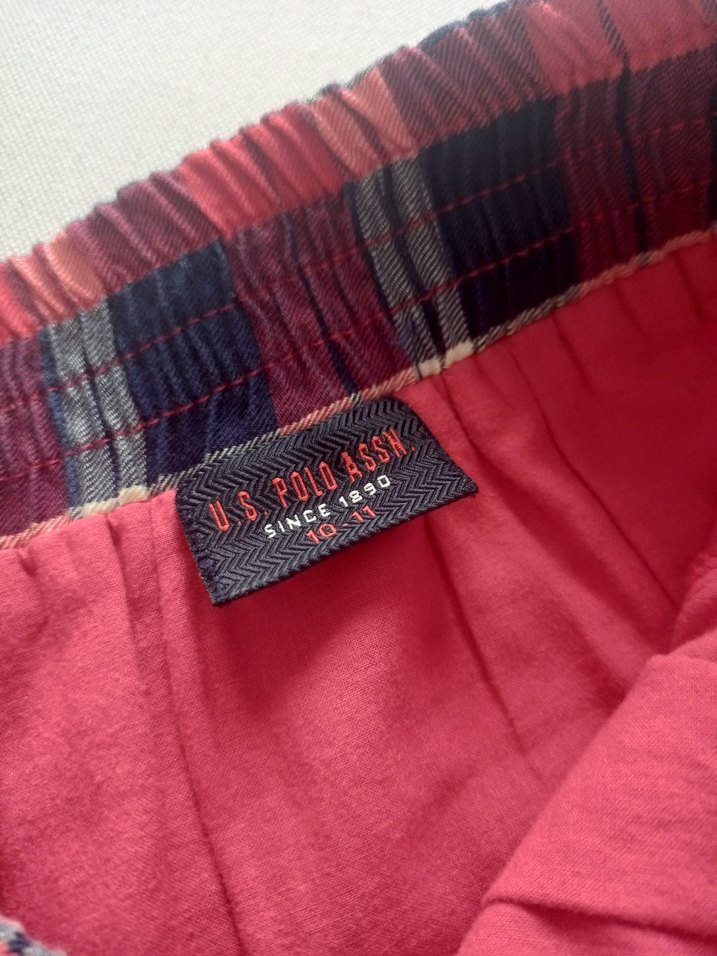 U.S. POLO ASSN.
SINCE 1890
10-11